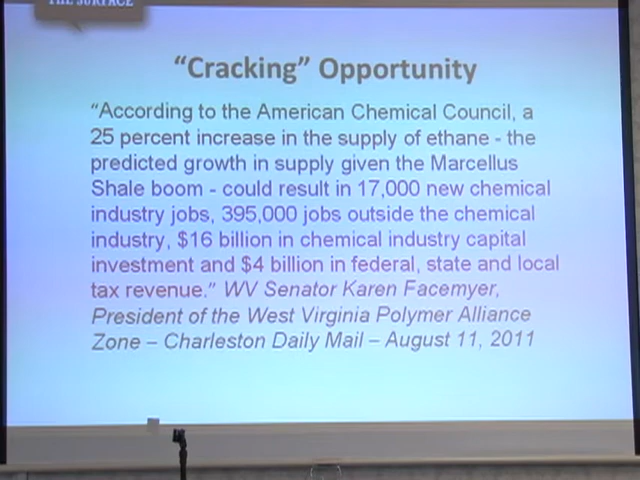 THE SURFACE
“Cracking” Opportunity
“According to the American Chemical Council, a
25 percent increase in the supply of ethane - the
predicted growth in supply given the Marcellus
Shale boom - could result in 17,000 new chemical
industry jobs, 395,000 jobs outside the chemical
industry, $16 billion in chemical industry capital
investment and $4 billion in federal, state and local
tax revenue.” WV Senator Karen Facemyer,
President of the West Virginia Polymer Alliance
Zone – Charleston Daily Mail – August 11, 2011